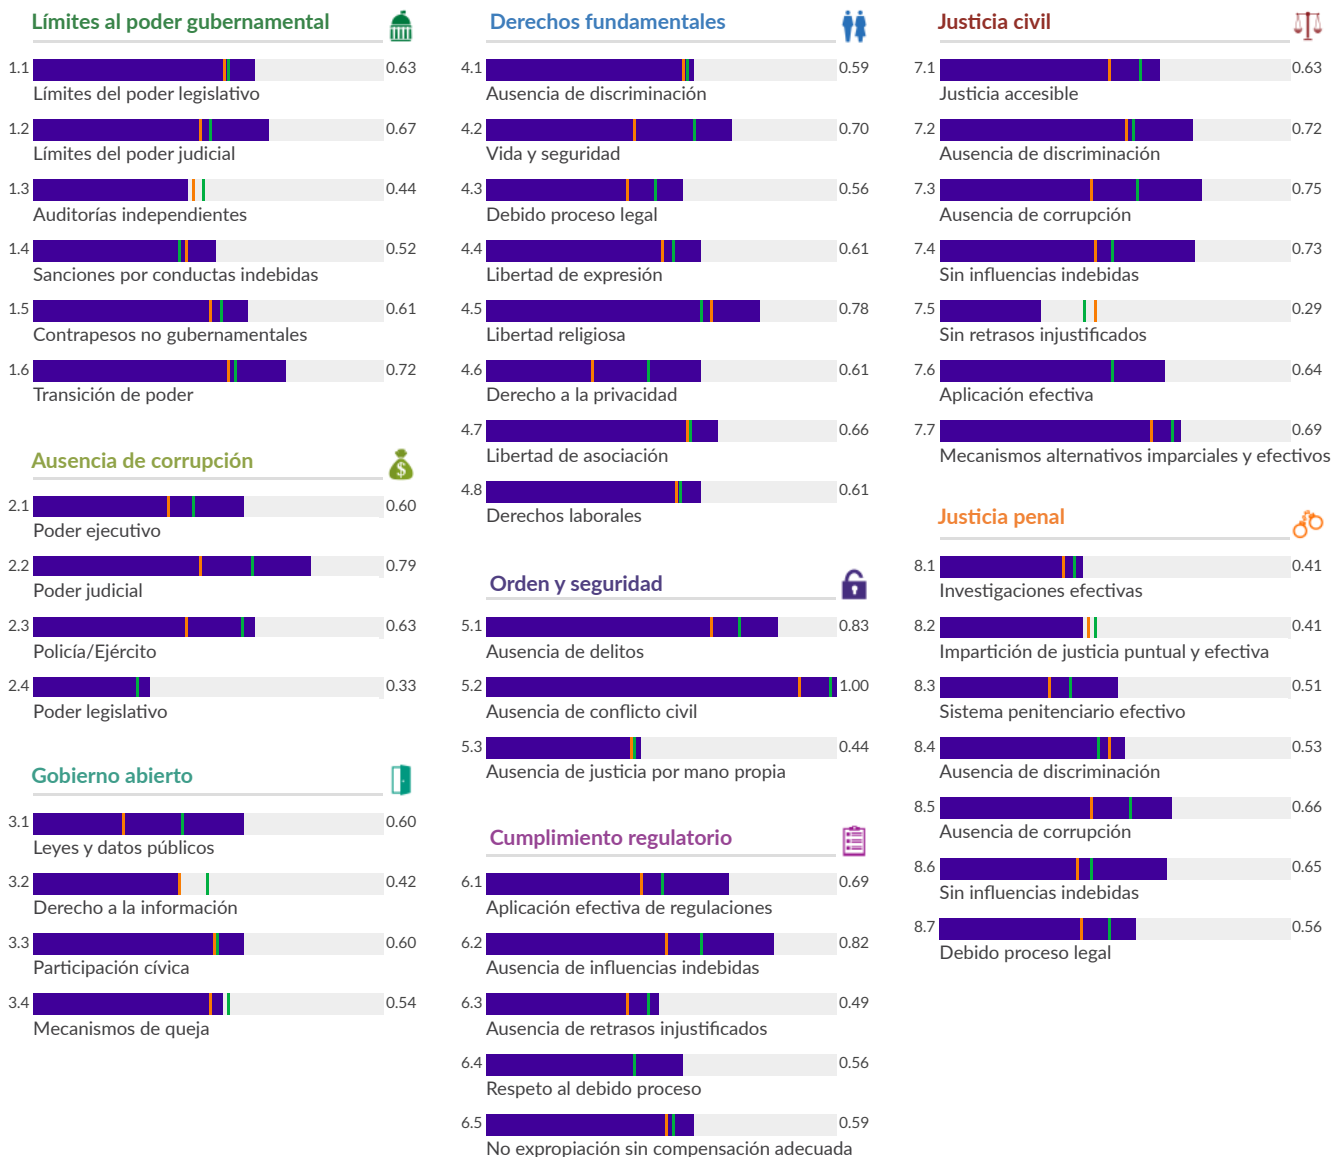 Límites al poder gubernamental
1.1 0.63
Límites del poder legislativo
1.2 0.67
Límites del poder judicial
1.3 0.44
Auditorías independientes
1.4 0.52
Sanciones por conductas indebidas
1.5 0.61
Contrapesos no gubernamentales
1.6 0.72
Transición de poder
Ausencia de corrupción
$
2.1 0.60
Poder ejecutivo
2.2 0.79
Poder judicial
2.3 0.63
Policía/Ejército
2.4 0.33
Poder legislativo
Gobierno abierto
3.1 0.60
Leyes y datos públicos
3.2 0.42
Derecho a la información
3.3 0.60
Participación cívica
3.4 0.54
Mecanismos de queja
Derechos fundamentales
4.1 0.59
Ausencia de discriminación
4.2 0.70
Vida y seguridad
4.3 0.56
Debido proceso legal
4.4 0.61
Libertad de expresión
4.5 0.78
Libertad religiosa
4.6 0.61
Derecho a la privacidad
4.7 0.66
Libertad de asociación
4.8 0.61
Derechos laborales
Orden y seguridad
5.1 0.83
Ausencia de delitos
5.2 1.00
Ausencia de conflicto civil
5.3 0.44
Ausencia de justicia por mano propia
Cumplimiento regulatorio
6.1 0.69
Aplicación efectiva de regulaciones
6.2 0.82
Ausencia de influencias indebidas
6.3 0.49
Ausencia de retrasos injustificados
6.4 0.56
Respeto al debido proceso
6.5 0.59
No expropiación sin compensación adecuada
Justicia civil
7.1 0.63
Justicia accesible
7.2 0.72
Ausencia de discriminación
7.3 0.75
Ausencia de corrupción
7.4 0.73
Sin influencias indebidas
7.5 0.29
Sin retrasos injustificados
7.6 0.64
Aplicación efectiva
7.7 0.69
Mecanismos alternativos imparciales y efectivos
Justicia penal
8.1 0.41
Investigaciones efectivas
8.2 0.41
Impartición de justicia puntual y efectiva
8.3 0.51
Sistema penitenciario efectivo
8.4 0.53
Ausencia de discriminación
8.5 0.66
Ausencia de corrupción
8.6 0.65
Sin influencias indebidas
8.7 0.56
Debido proceso legal